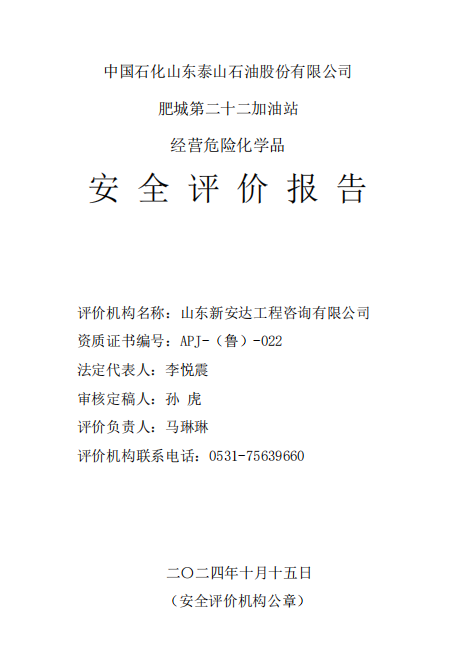 中国石化山东泰山石油股份有限公司
肥城第二十二加油站
经营危险化学品
安全评价报告
评价机构名称：山东新安达工程咨询有限公司
资质证书编号：APJ-（鲁）-022
法定代表人：李悦震
审核定稿人：孙 虎
评价负责人：马琳琳
评价机构联系电话：0531-75639660
二〇二四年十月十五日
（安全评价机构公章）